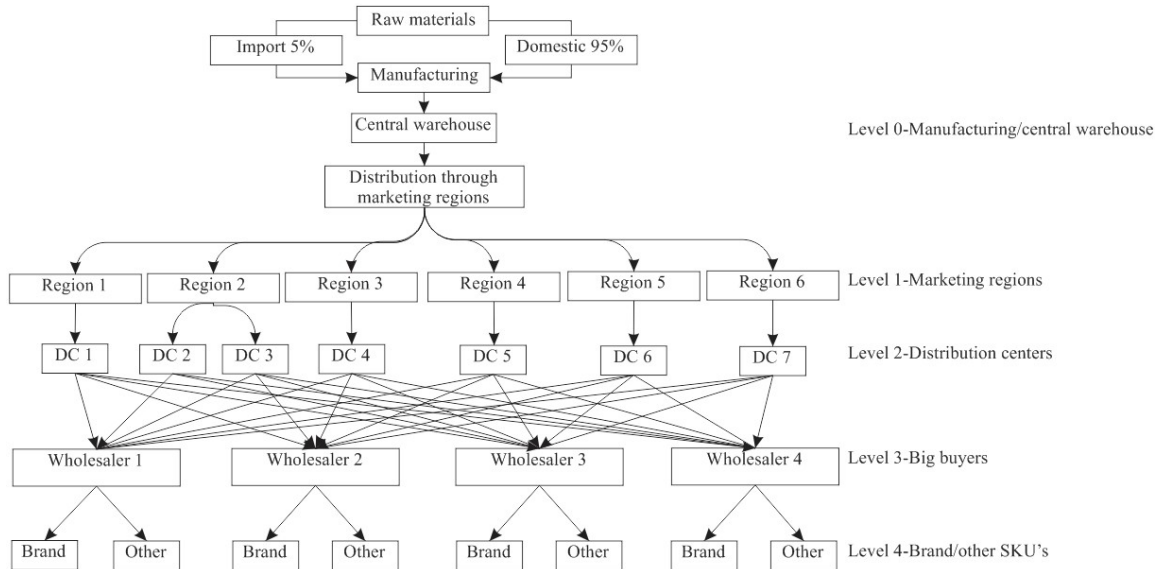 Raw materials
Import 5%
Domestic 95%
Manufacturing
Central warehouse
Level 0-Manufacturing/central warehouse
Distribution through
marketing regions
Region 1
Region 2
Region 3
Region 4
Region 5
Region 6
Level 1-Marketing regions
DC 1
DC 2
DC 3
DC 4
DC 5
DC 6
DC 7
Level 2-Distribution centers
Wholesaler 1
Wholesaler 2
Wholesaler 3
Wholesaler 4
Level 3-Big buyers
Brand
Other
Brand
Other
Brand
Other
Brand
Other
Level 4-Brand/other SKU's